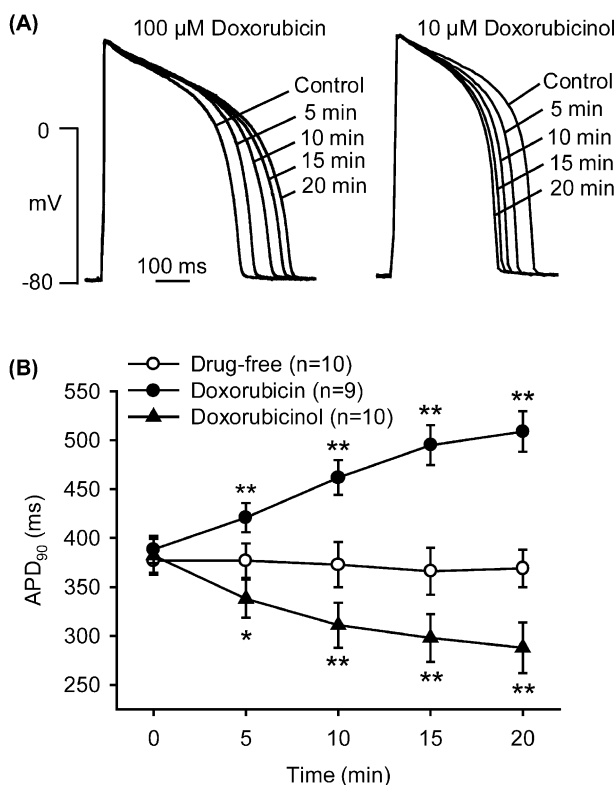 (A)
100 µM Doxorubicin
10 µM Doxorubicinol
Control
5 min
10 min
15 min
20 min
Control
5 min
10 min
15 min
20 min
0
mV
-80
100 ms
(B)
Drug-free (n=10)
Doxorubicin (n=9)
Doxorubicinol (n=10)
550
500
450
400
350
300
250
APD90 (ms)
**
**
**
**
*
**
**
**
0
5
10
15
20
Time (min)